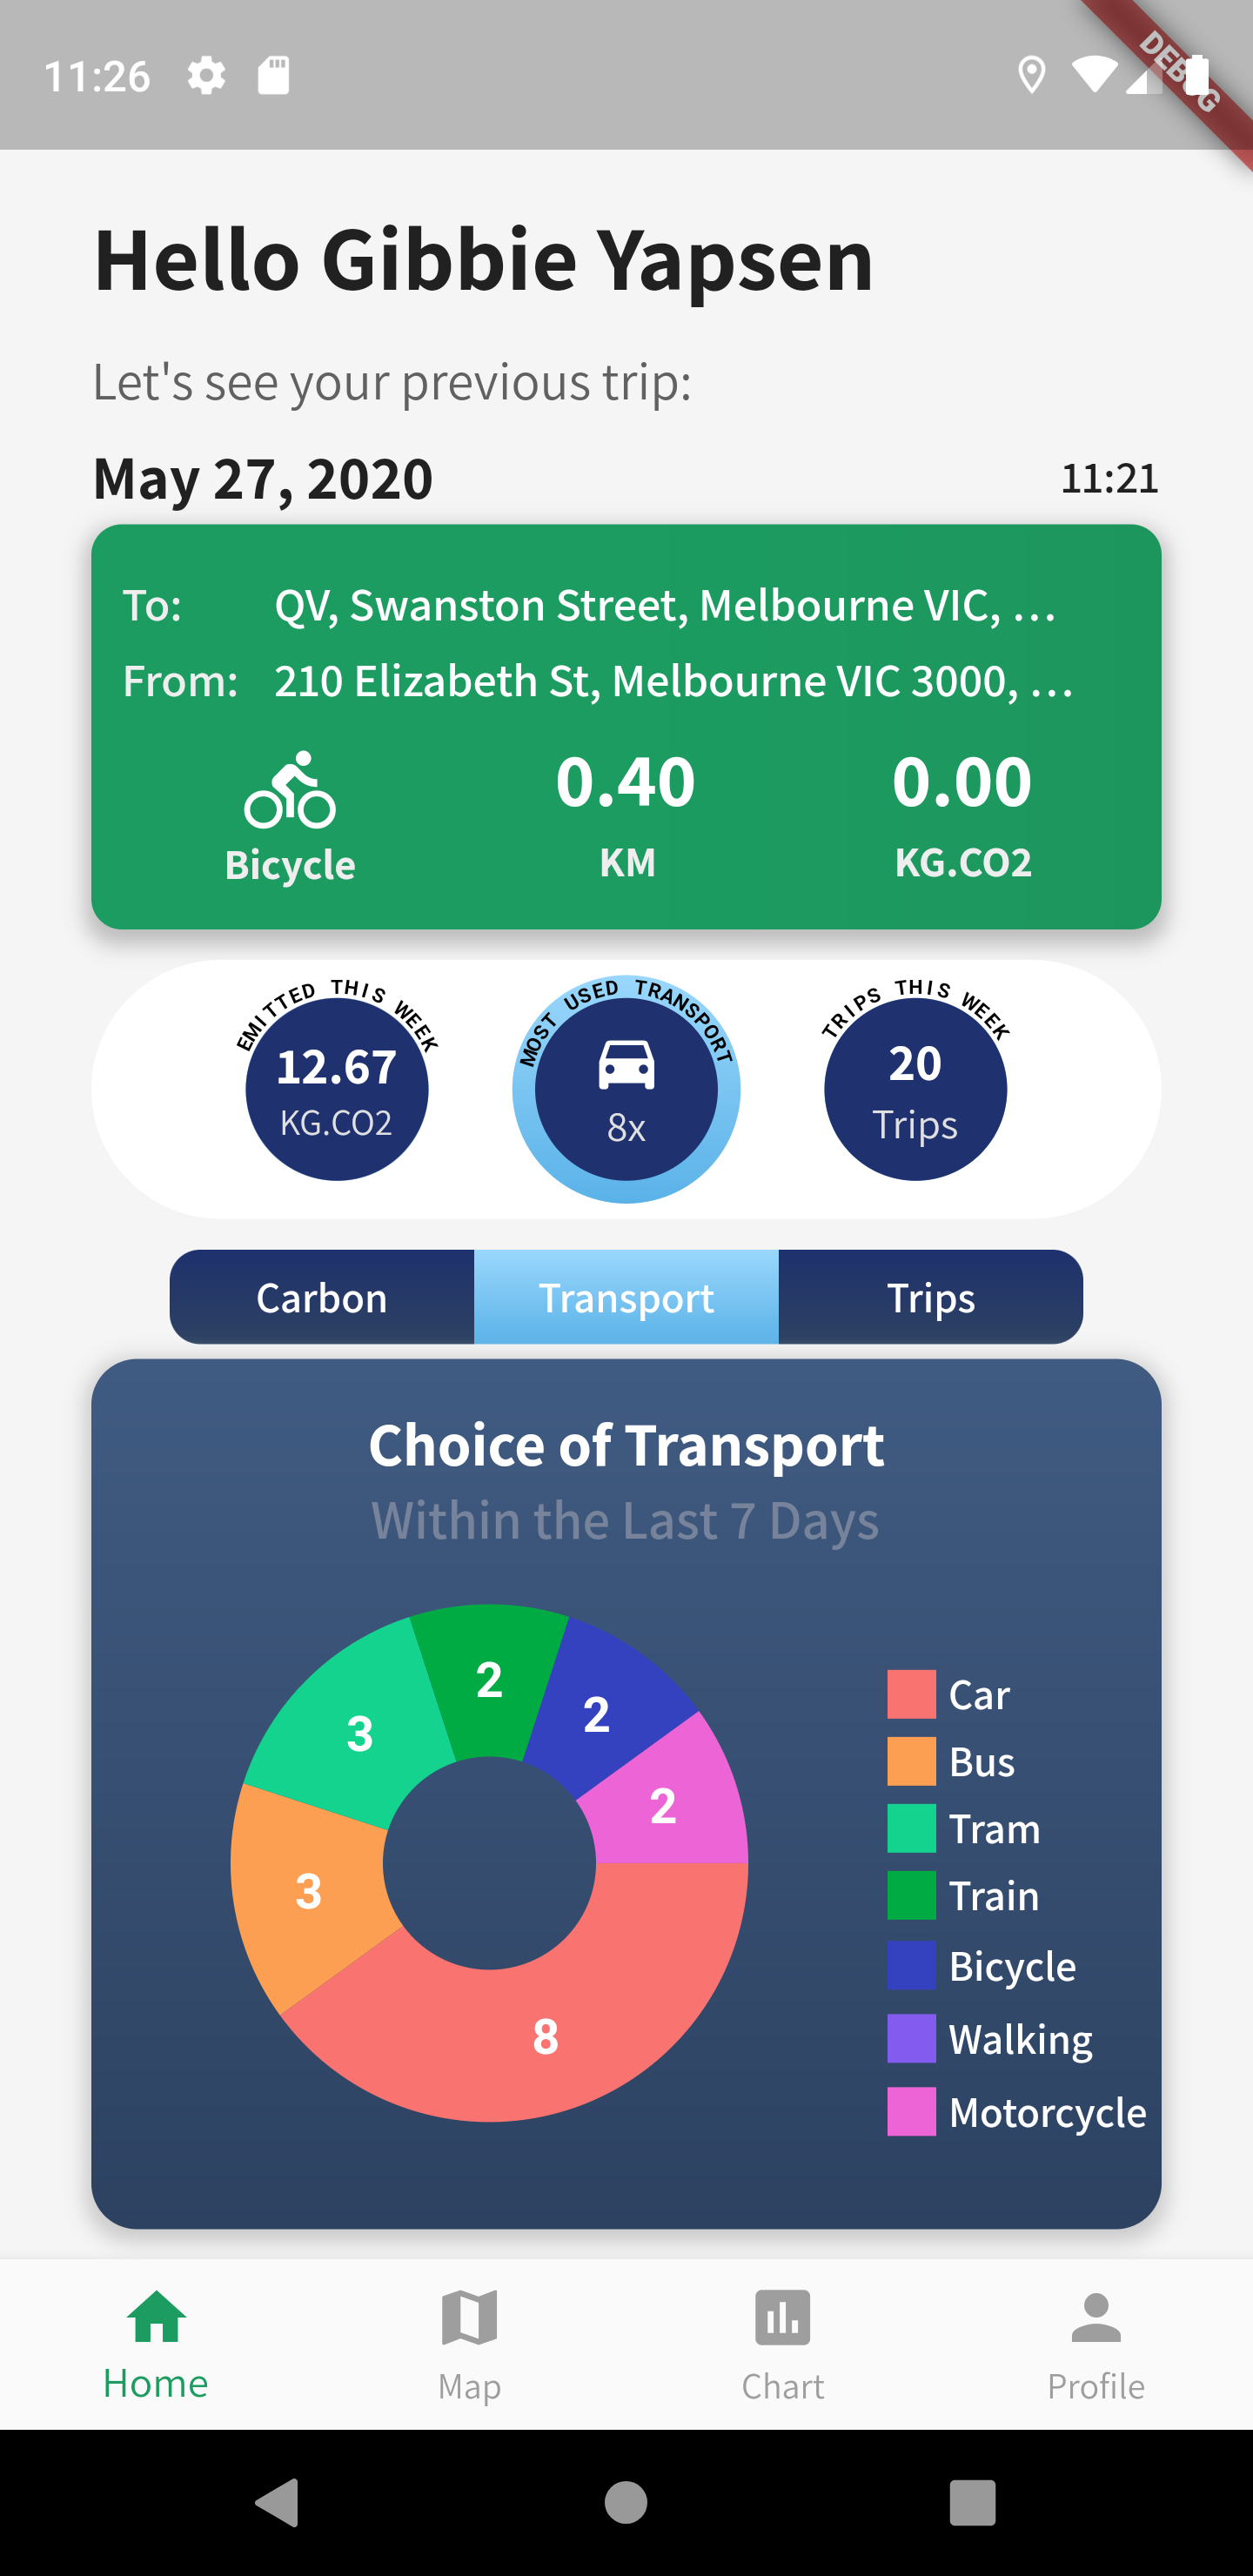 11:26
DEBUG
Hello Gibbie Yapsen
Let's see your previous trip:
May 27, 2020 11:21
To: QV, Swanston Street, Melbourne VIC, ...
From: 210 Elizabeth St, Melbourne VIC 3000, ...
0.40 0.00
Bicycle KM KG.CO2
EMITTED THIS WEEK
12.67
KG.CO2
MOST USED TRANSPORT
8x
TRIPS THIS WEEK
20
Trips
Carbon Transport Trips
Choice of Transport
Within the Last 7 Days
2
2
3
2
3
8
Car
Bus
Tram
Train
Bicycle
Walking
Motorcycle
Home Map Chart Profile